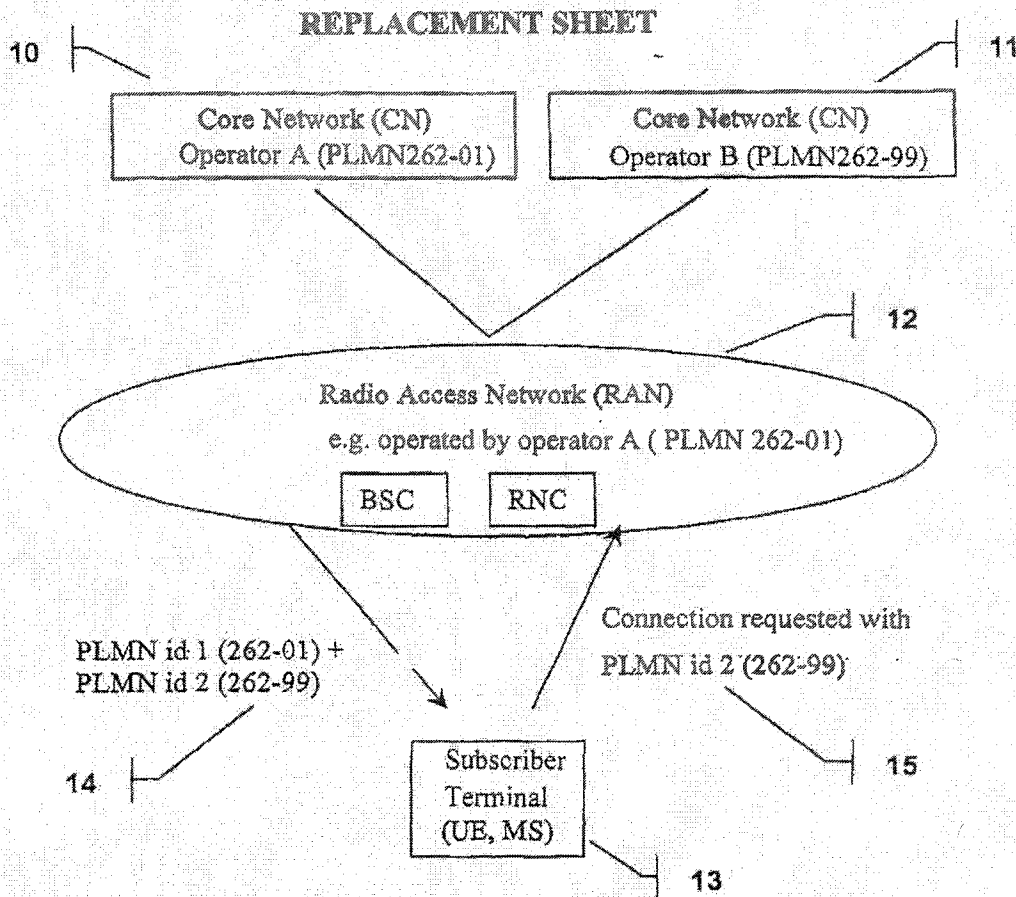 REPLACEMENT SHEET
10
11
Core Network (CN)
Operator A (PLMN262-01)
Core Network (CN)
Operator B (PLMN262-99)
12
Radio Access Network (RAN)
e.g. operated by operator A ( PLMN 262-01)
BSC
RNC
PLMN id 1 (262-01) +
PLMN id 2 (262-99)
Connection requested with
PLMN id 2 (262-99)
14
15
Subscriber
Terminal
(UE, MS)
13